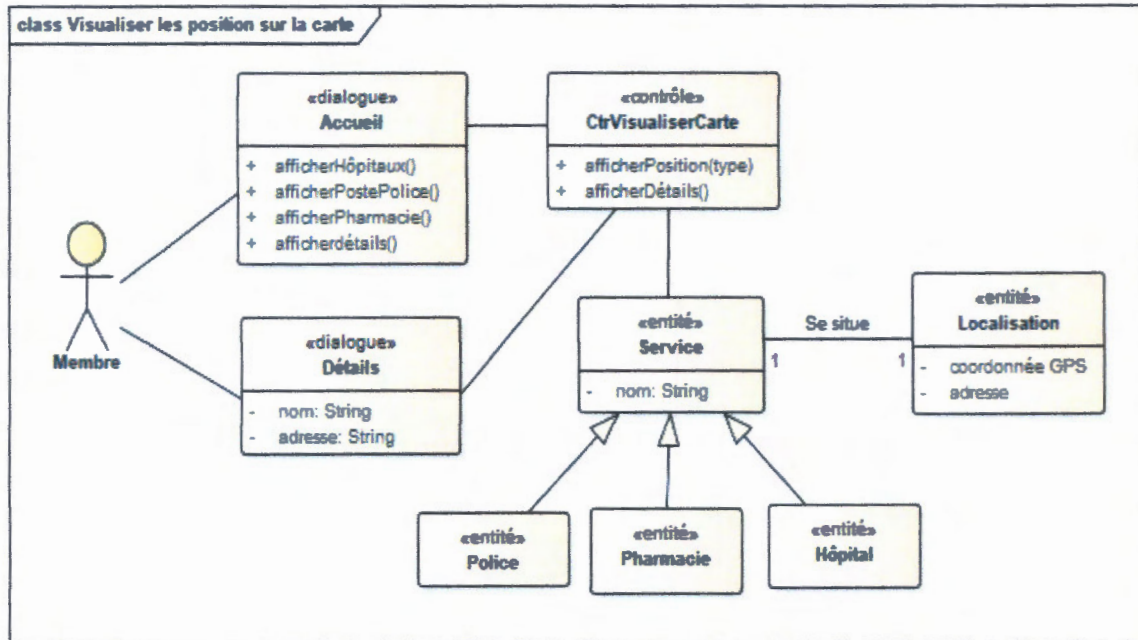 class Visualiser les position sur la carte
«dialogue»
Accueil
+ afficherHôpitaux()
+ afficherPostePolice()
+ afficherPharmacie()
+ afficherdétails()
«contrôle»
CtrVisualiserCarte
+ afficherPosition(type)
+ afficherDétails()
Membre
«dialogue»
Détails
- nom: String
- adresse: String
«entité»
Service
- nom: String
Se situe
1
1
«entité»
Localisation
- coordonnée GPS
- adresse
«entité»
Police
«entité»
Pharmacie
«entité»
Hôpital